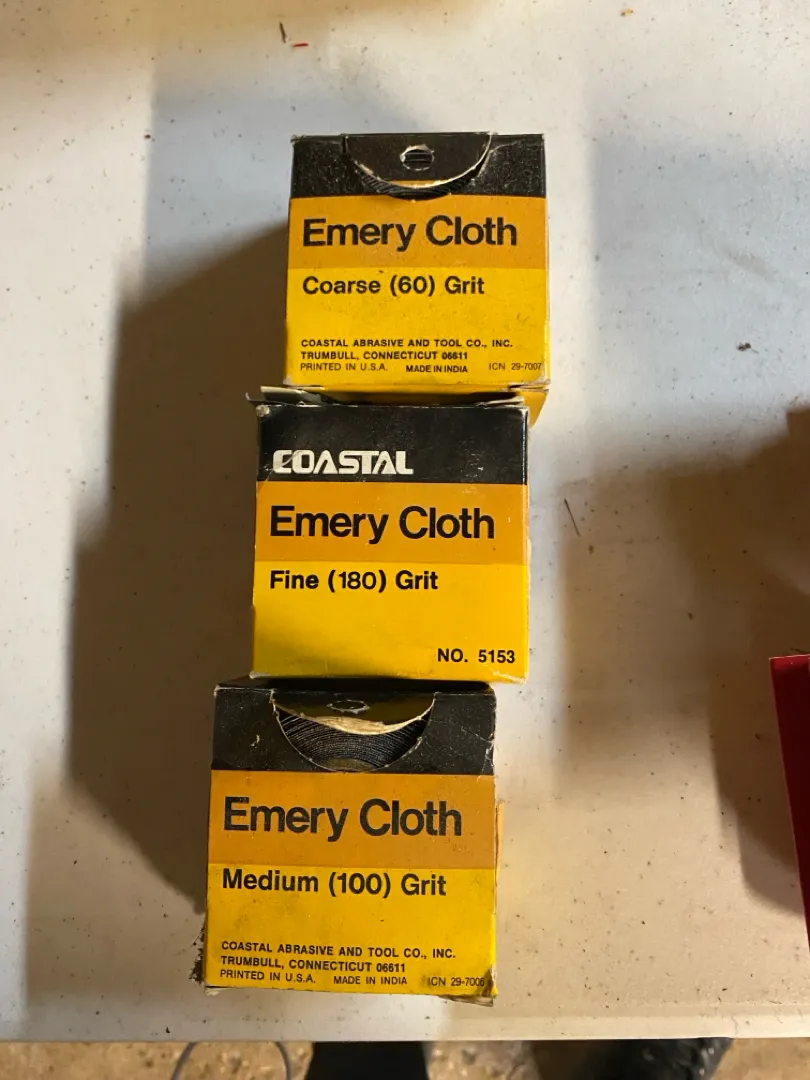 Emery Cloth
Coarse (60) Grit
COASTAL ABRASIVE AND TOOL CO., INC.
TRUMBULL, CONNECTICUT 06611
PRINTED IN U.S.A. MADE IN INDIA ICN 29-7007
COASTAL
Emery Cloth
Fine (180) Grit
NO. 5153
Emery Cloth
Medium (100) Grit
COASTAL ABRASIVE AND TOOL CO., INC.
TRUMBULL, CONNECTICUT 06611
PRINTED IN U.S.A. MADE IN INDIA ICN